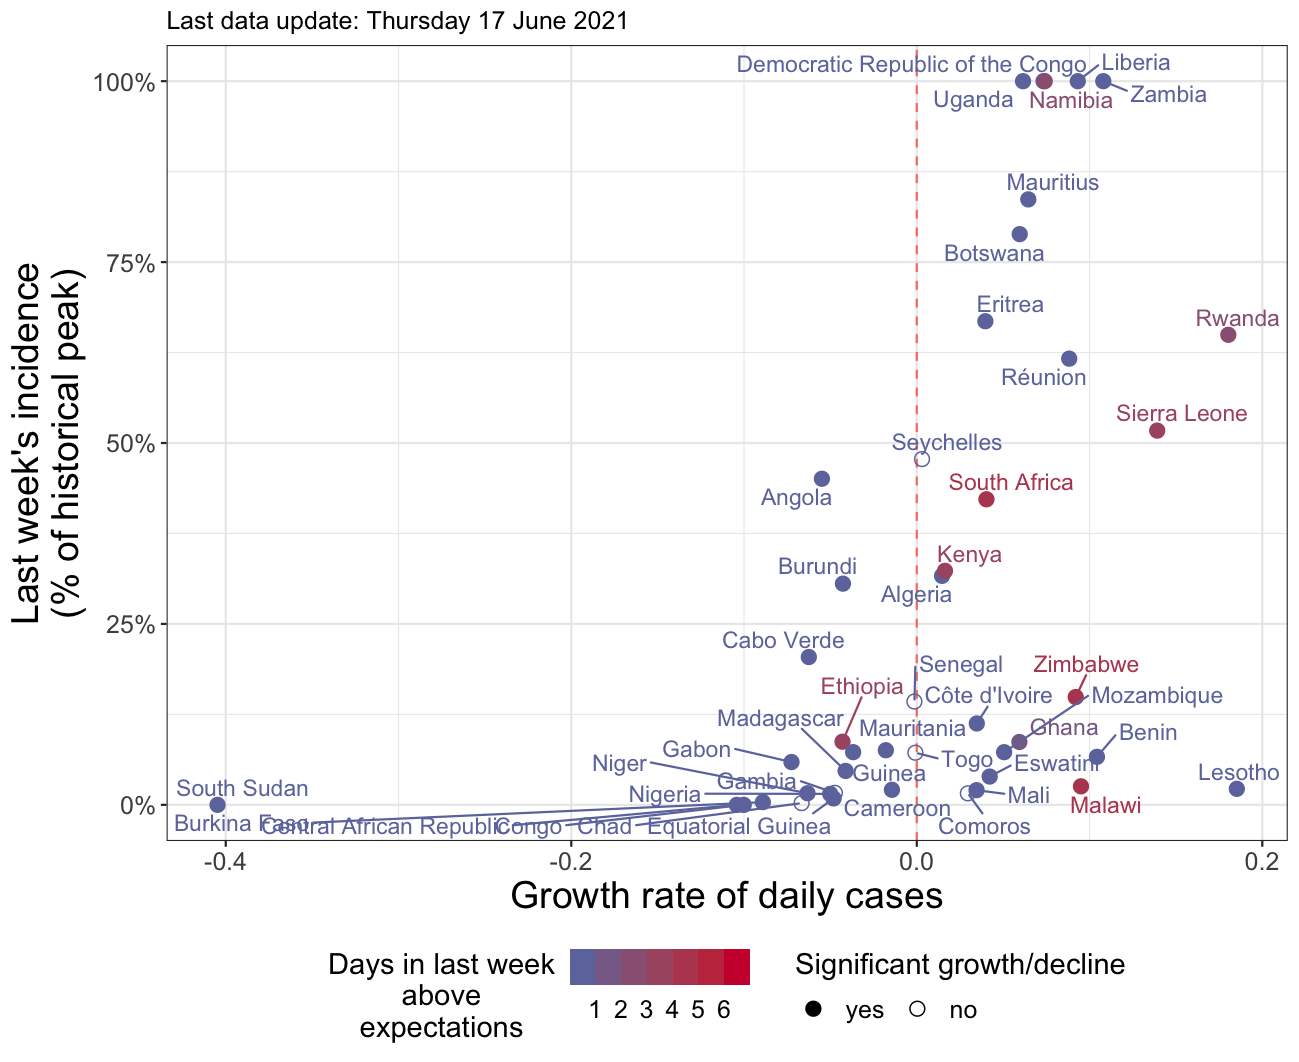 Last data update: Thursday 17 June 2021
Last week's incidence
(% of historical peak)
100%
75%
50%
25%
0%
Democratic Republic of the Congo
Liberia
Uganda
Namibia
Zambia
Mauritius
Botswana
Eritrea
Rwanda
Réunion
Sierra Leone
Seychelles
South Africa
Angola
Kenya
Burundi
Algeria
Cabo Verde
Senegal
Zimbabwe
Ethiopia
Côte d'Ivoire
Mozambique
Madagascar
Mauritania
Ghana
Benin
Gabon
Niger
Togo
Eswatini
Guinea
Lesotho
Gambia
South Sudan
Nigeria
Mali
Malawi
Cameroon
Burkina Faso
Central African Republic
Congo
Chad
Equatorial Guinea
Comoros
-0.4
-0.2
0.0
0.2
Growth rate of daily cases
Days in last week
above
expectations
1 2 3 4 5 6
Significant growth/decline
yes
no